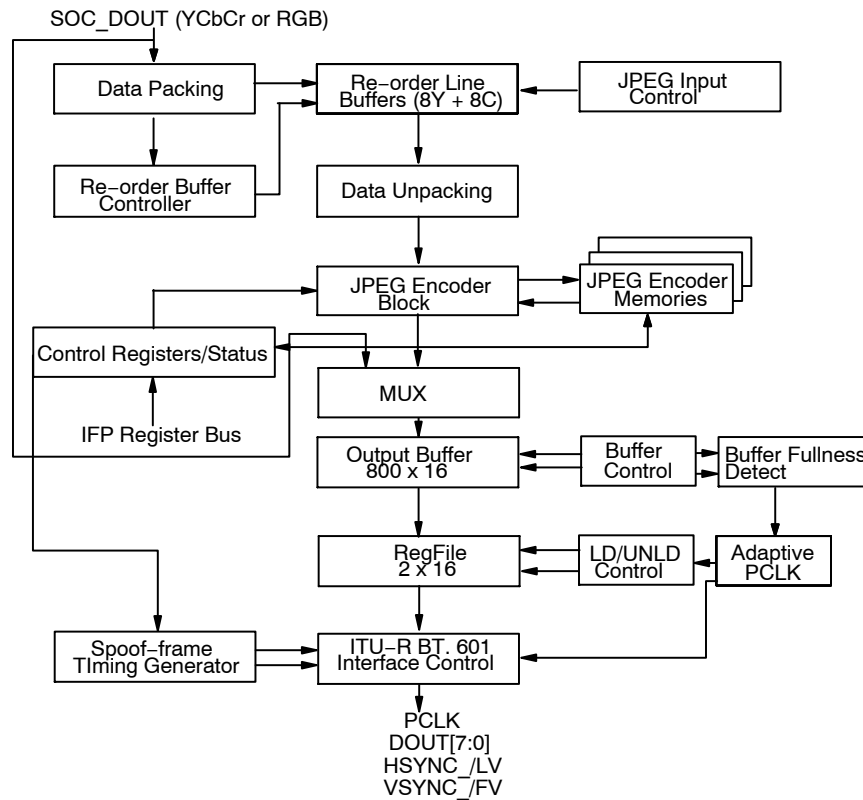 SOC_DOUT (YCbCr or RGB)
Data Packing
Re−order Line
Buffers (8Y + 8C)
JPEG Input
Control
Re−order Buffer
Controller
Data Unpacking
JPEG Encoder
Block
JPEG Encoder
Memories
Control Registers/Status
MUX
IFP Register Bus
Output Buffer
800 x 16
Buffer
Control
Buffer Fullness
Detect
RegFile
2 x 16
LD/UNLD
Control
Adaptive
PCLK
Spoof−frame
TIming Generator
ITU−R BT. 601
Interface Control
PCLK
DOUT[7:0]
HSYNC_/LV
VSYNC_/FV